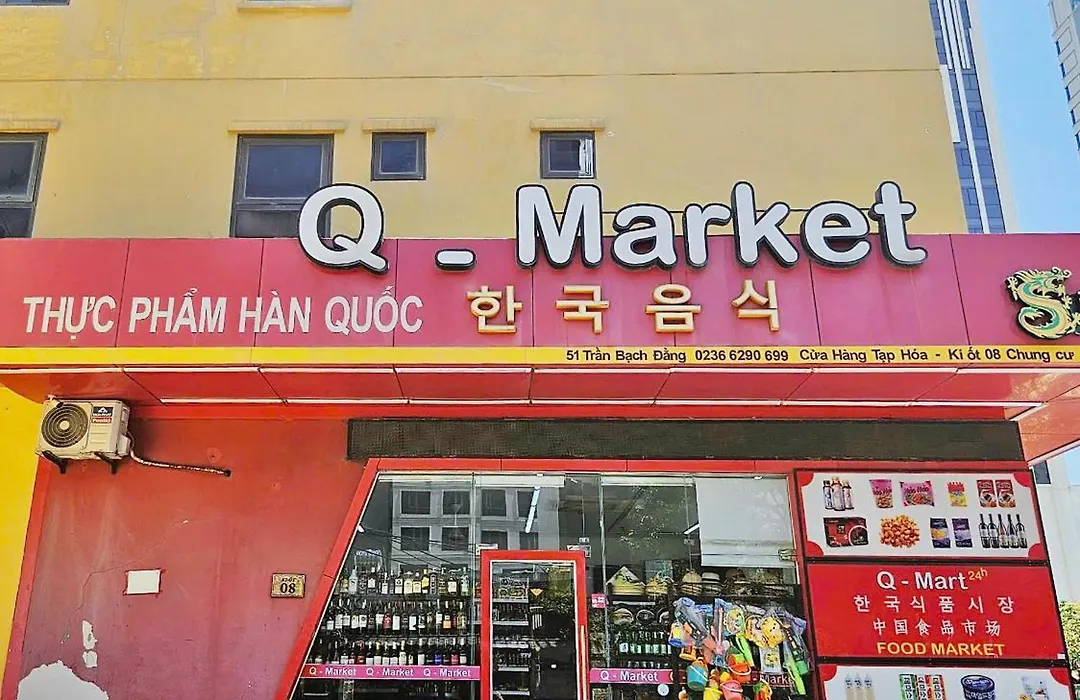 Q - Market
THỰC PHẨM HÀN QUỐC
한국음식
51 Trần Bạch Đằng 0236 6290 699 Cửa Hàng Tạp Hóa - Ki ốt 08 Chung cư
08
Q - Mart 24h
한국식품시장
中国食品市场
FOOD MARKET
Q - Market Q - Market Q - Market
Q - Market
Market